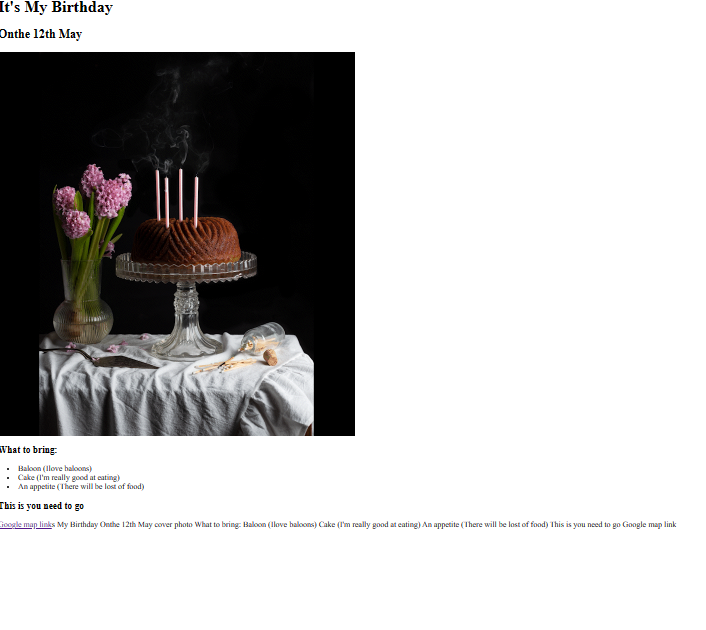 It's My Birthday
Onthe 12th May
What to bring:
Baloon (Ilove baloons)
Cake (I'm really good at eating)
An appetite (There will be lost of food)
This is you need to go
Google map links My Birthday Onthe 12th May cover photo What to bring: Baloon (Ilove baloons) Cake (I'm really good at eating) An appetite (There will be lost of food) This is you need to go Google map link